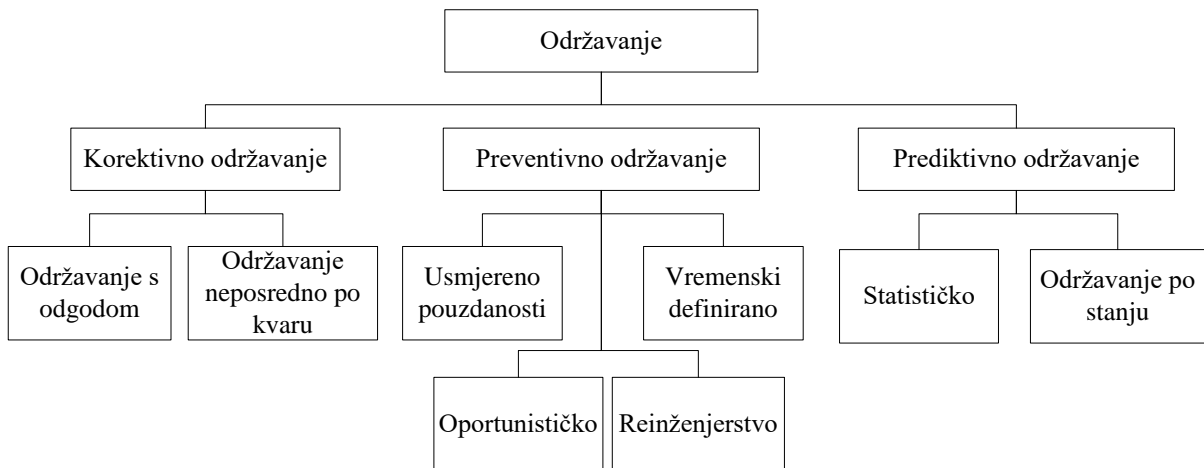 Održavanje
Korektivno održavanje
Preventivno održavanje
Prediktivno održavanje
Održavanje s
odgodom
Održavanje
neposredno po
kvaru
Usmjereno
pouzdanosti
Vremenski
definirano
Statističko
Održavanje po
stanju
Oportunističko
Reinženjerstvo